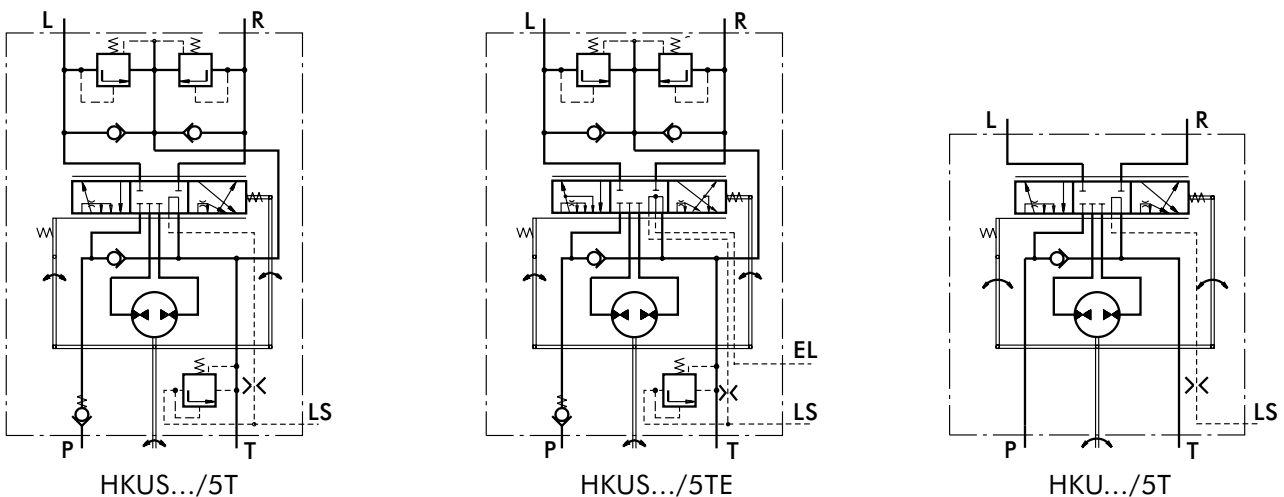 L R
P T
LS
HKUS.../5T
L R
EL
LS
P T
HKUS.../5TE
L R
LS
P T
HKU.../5T